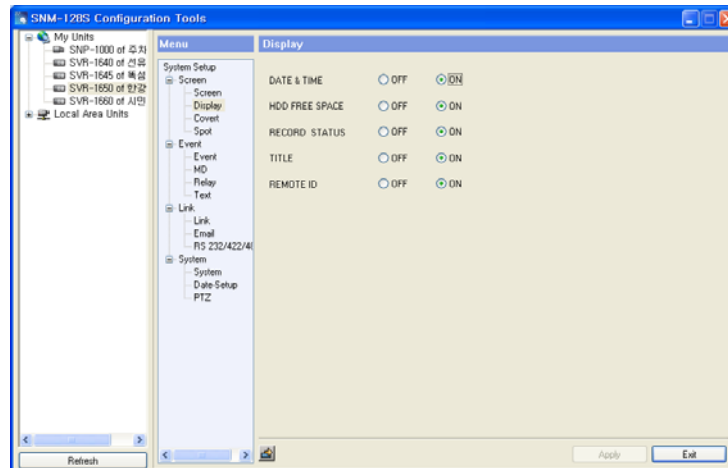 SNM-128S Configuration Tools
My Units
SNP-1000 of 주차
SVR-1640 of 선유
SVR-1645 of 뚝섬
SVR-1650 of 한강
SVR-1660 of 시민
Local Area Units
Refresh
Menu
System Setup
Screen
Screen
Display
Covert
Spot
Event
Event
MD
Relay
Text
Link
Link
Email
RS 232/422/4
System
System
Date-Setup
PTZ
Display
DATE & TIME OFF ON
HDD FREE SPACE OFF ON
RECORD STATUS OFF ON
TITLE OFF ON
REMOTE ID OFF ON
Apply Exit